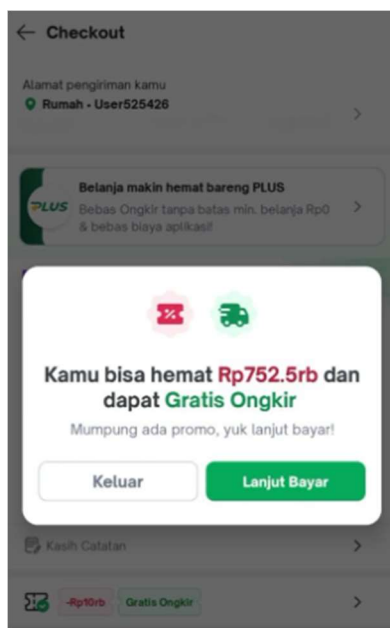 Checkout
Alamat pengiriman kamu
Rumah - User525426
PLUS
Belanja makin hemat bareng PLUS
Bebas Ongkir tanpa batas min. belanja Rp0
& bebas biaya aplikasi!
Kamu bisa hemat Rp752.5rb dan
dapat Gratis Ongkir
Mumpung ada promo, yuk lanjut bayar!
Keluar
Lanjut Bayar
Kasih Catatan
-Rp10rb
Gratis Ongkir